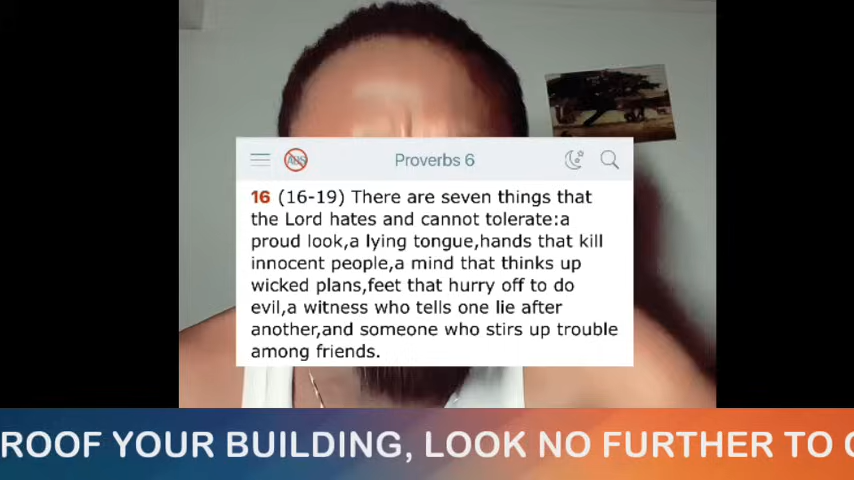 ADS
Proverbs 6
16 (16-19) There are seven things that
the Lord hates and cannot tolerate:a
proud look,a lying tongue,hands that kill
innocent people,a mind that thinks up
wicked plans,feet that hurry off to do
evil,a witness who tells one lie after
another,and someone who stirs up trouble
among friends.
ROOF YOUR BUILDING, LOOK NO FURTHER TO